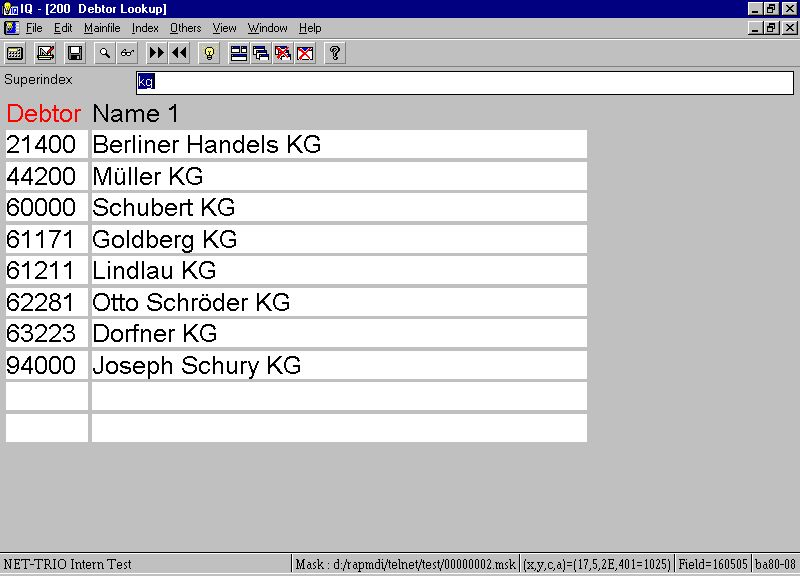 IQ - [200 Debtor Lookup]
File Edit Mainfile Index Others View Window Help
Superindex kg
Debtor Name 1
21400 Berliner Handels KG
44200 Müller KG
60000 Schubert KG
61171 Goldberg KG
61211 Lindlau KG
62281 Otto Schröder KG
63223 Dorfner KG
94000 Joseph Schury KG
NET-TRIO Intern Test Mask : d:/rapmdi/telnet/test/00000002.msk (x,y,c,a)=(17,5,2E,401=1025) Field=160505 ba80-08